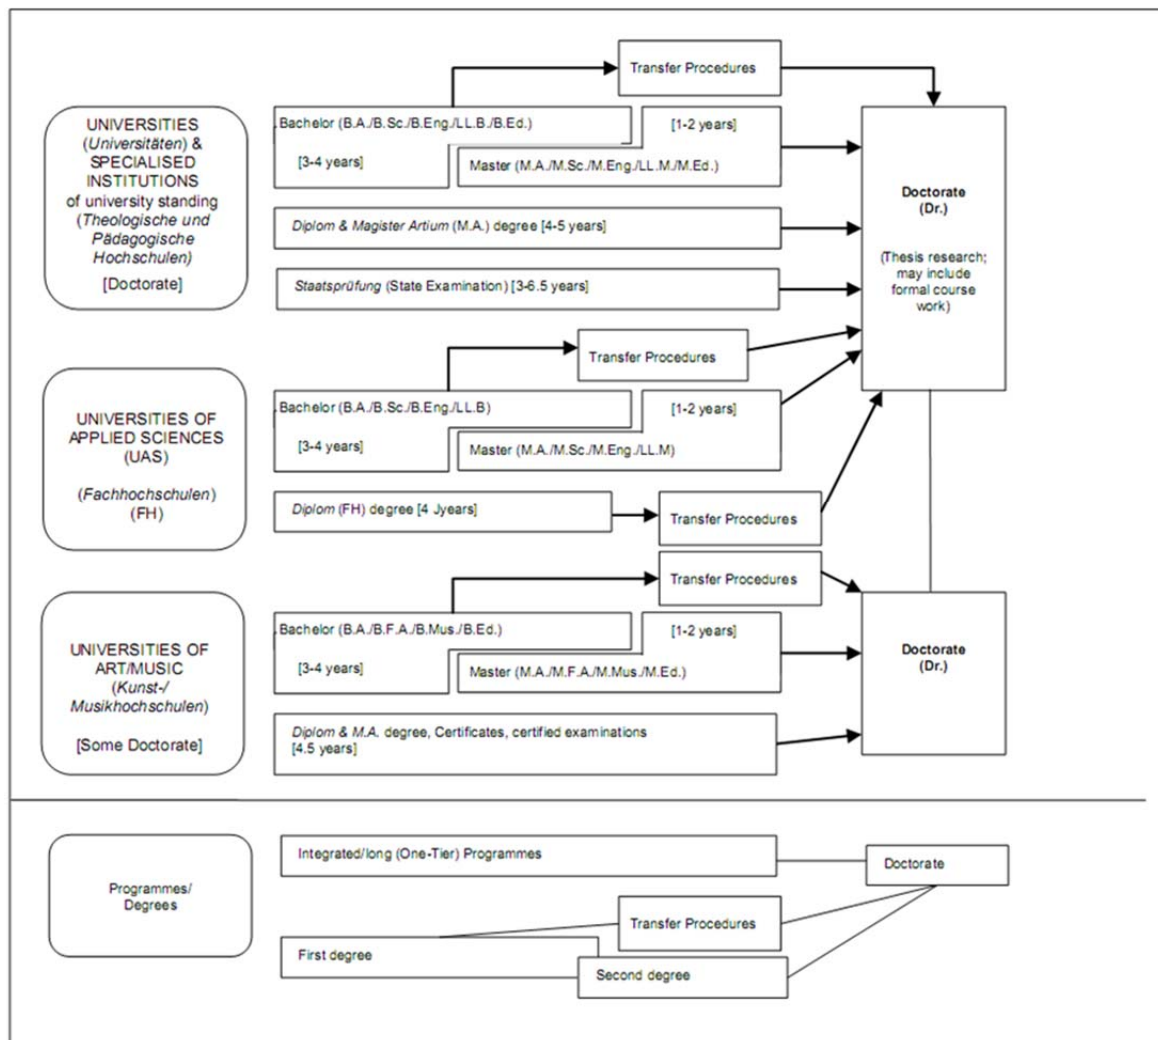 Transfer Procedures
UNIVERSITIES
(Universitäten) &
SPECIALISED
INSTITUTIONS
of university standing
(Theologische und
Pädagogische
Hochschulen)
[Doctorate]
.Bachelor (B.A./B.Sc./B.Eng./LL.B./B.Ed.)
[3-4 years]
[1-2 years]
Master (M.A./M.Sc./M.Eng./LL.M./M.Ed.)
Diplom & Magister Artium (M.A.) degree [4-5 years]
Staatsprüfung (State Examination) [3-6.5 years]
Doctorate
(Dr.)
(Thesis research;
may include
formal course
work)
Transfer Procedures
UNIVERSITIES OF
APPLIED SCIENCES
(UAS)
(Fachhochschulen)
(FH)
.Bachelor (B.A./B.Sc./B.Eng./LL.B)
[3-4 years]
[1-2 years]
Master (M.A./M.Sc./M.Eng./LL.M)
Diplom (FH) degree [4 Jyears]
Transfer Procedures
Transfer Procedures
UNIVERSITIES OF
ART/MUSIC
(Kunst-/
Musikhochschulen)
[Some Doctorate]
.Bachelor (B.A./B.F.A./B.Mus./B.Ed.)
[3-4 years]
[1-2 years]
Master (M.A./M.F.A./M.Mus./M.Ed.)
Diplom & M.A. degree, Certificates, certified examinations
[4.5 years]
Doctorate
(Dr.)
Programmes/
Degrees
Integrated/long (One-Tier) Programmes
Doctorate
Transfer Procedures
First degree
Second degree